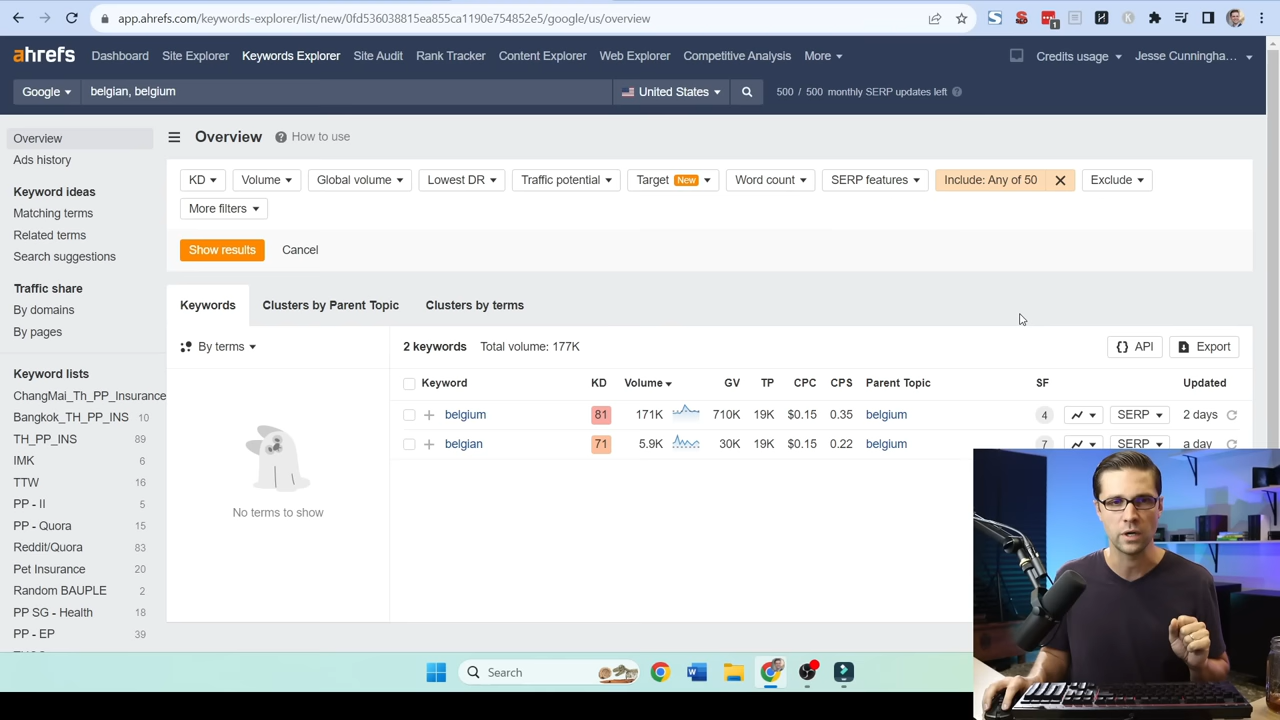 app.ahrefs.com/keywords-explorer/list/new/0fd536038815ea855ca1190e754852e5/google/us/overview
1
ahrefs Dashboard Site Explorer Keywords Explorer Site Audit Rank Tracker Content Explorer Web Explorer Competitive Analysis More Credits usage Jesse Cunningha...
Google belgian, belgium United States 500 / 500 monthly SERP updates left ?
Overview
Ads history
Keyword ideas
Matching terms
Related terms
Search suggestions
Traffic share
By domains
By pages
Keyword lists
ChangMai_Th_PP_Insurance
Bangkok_TH_PP_INS 10
TH_PP_INS 89
IMK 6
TTW 16
PP - II 5
PP - Quora 15
Reddit/Quora 83
Pet Insurance 20
Random BAUPLE 2
PP SG - Health 18
PP - EP 39
Overview ? How to use
KD Volume Global volume Lowest DR Traffic potential Target New Word count SERP features Include: Any of 50 Exclude
More filters
Show results Cancel
Keywords Clusters by Parent Topic Clusters by terms
By terms 2 keywords Total volume: 177K API Export
Keyword KD Volume GV TP CPC CPS Parent Topic SF Updated
belgium 81 171K 710K 19K $0.15 0.35 belgium 4 SERP 2 days
belgian 71 5.9K 30K 19K $0.15 0.22 belgium 7 SERP a day
No terms to show
Search